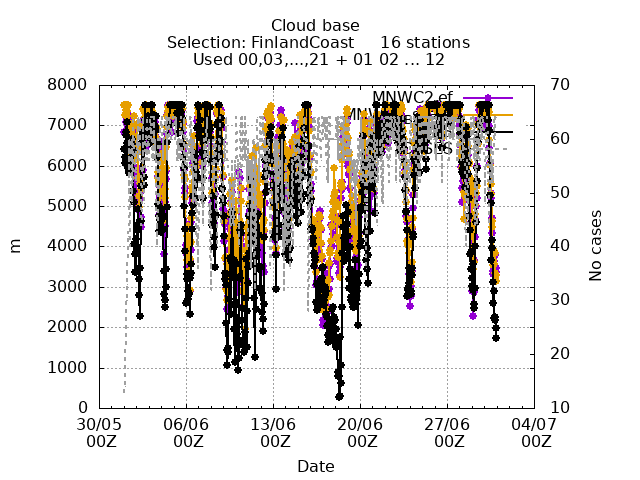 Cloud base
Selection: FinlandCoast 16 stations
Used 00,03,...,21 + 01 02 ... 12
8000
7000
6000
5000
4000
3000
2000
1000
0
70
60
50
40
30
20
10
m
No cases
MNWC2.ef
30/05 06/06 13/06 20/06 27/06 04/07
00Z 00Z 00Z 00Z 00Z 00Z
Date